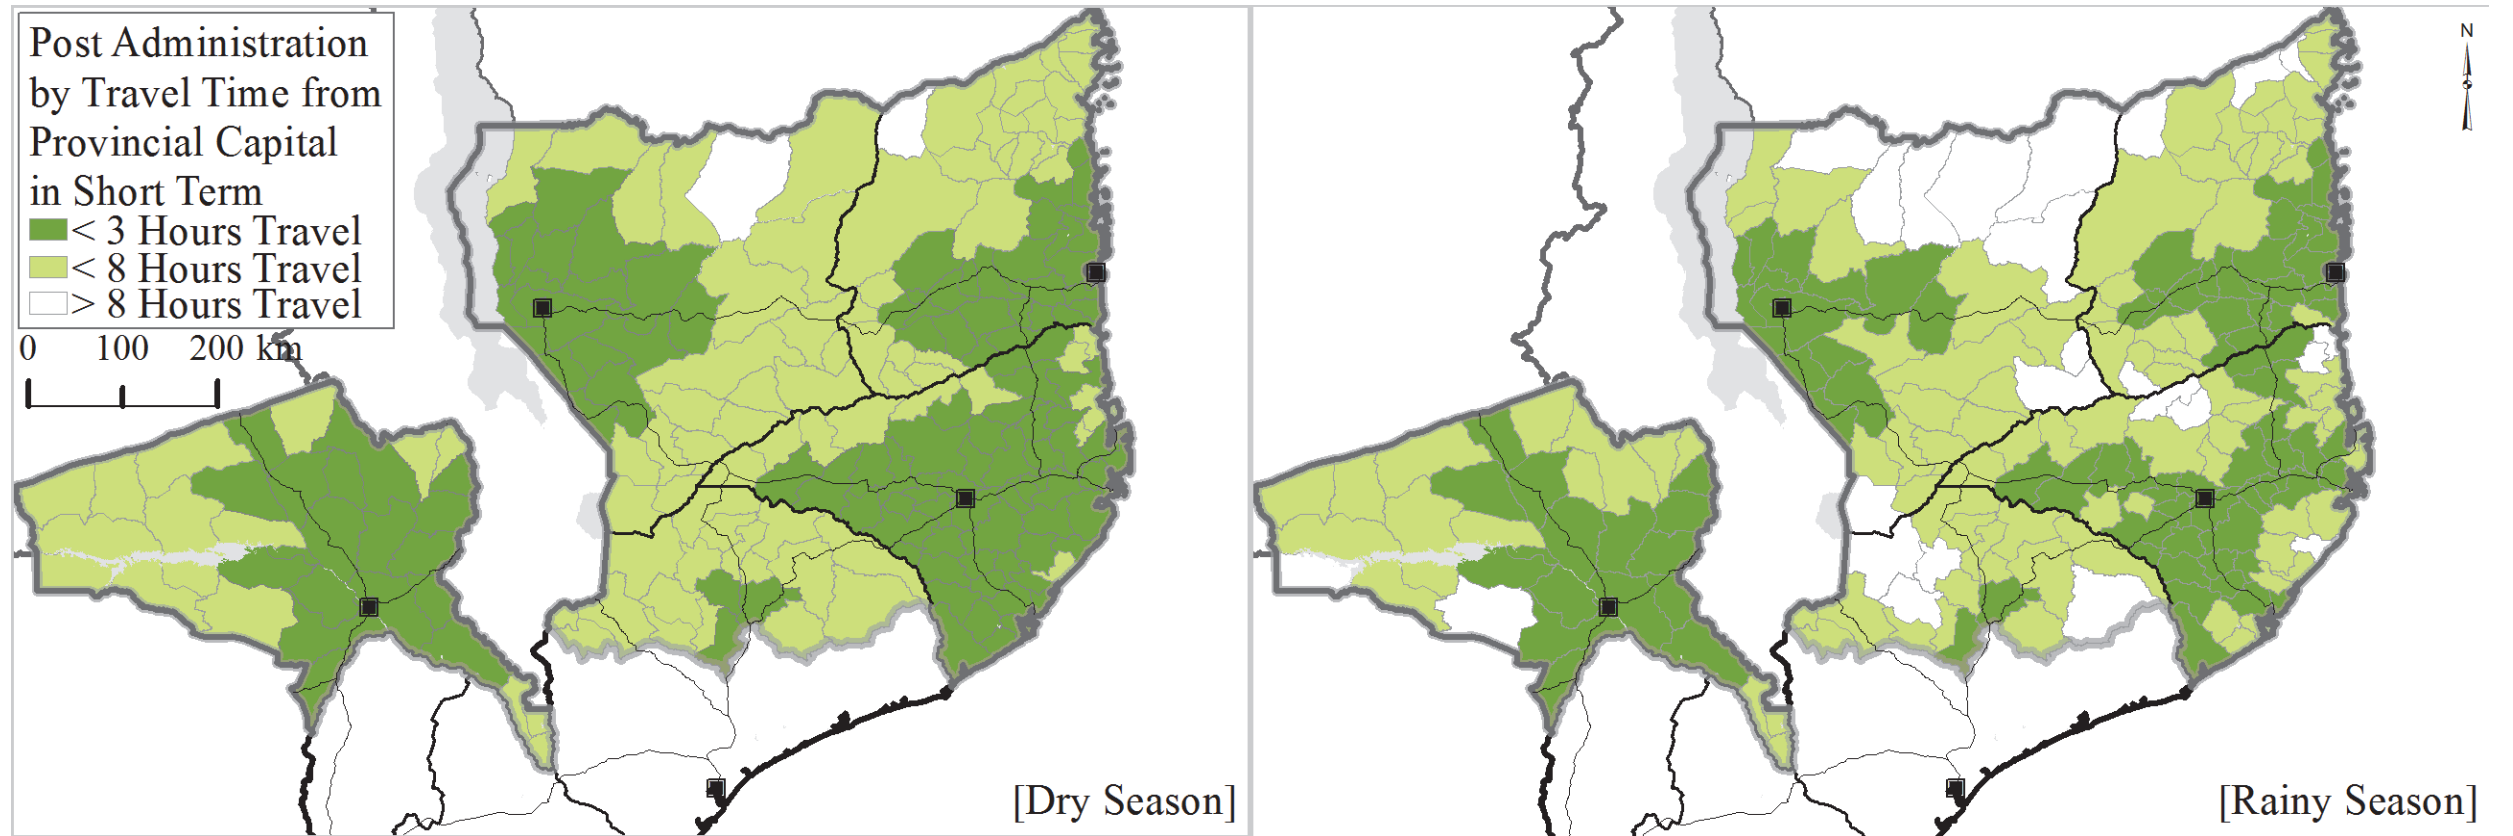 Post Administration
by Travel Time from
Provincial Capital
in Short Term
< 3 Hours Travel
< 8 Hours Travel
> 8 Hours Travel
0 100 200 km
[Dry Season]
N
[Rainy Season]